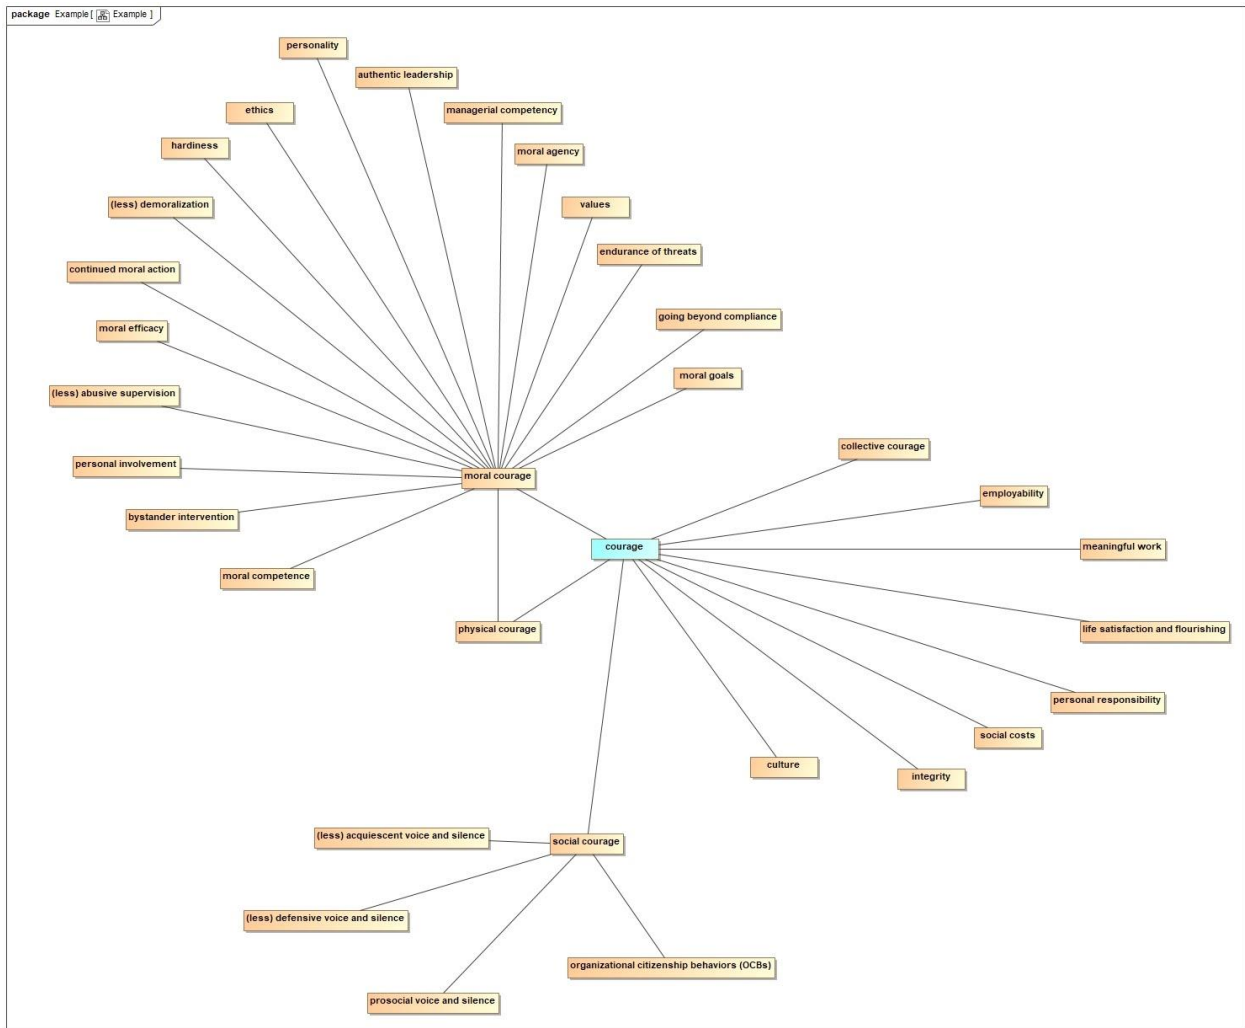 package Example [ Example ]
personality
authentic leadership
managerial competency
ethics
hardiness
moral agency
(less) demoralization
values
endurance of threats
continued moral action
going beyond compliance
moral efficacy
moral goals
(less) abusive supervision
collective courage
personal involvement
moral courage
employability
bystander intervention
courage
meaningful work
moral competence
physical courage
life satisfaction and flourishing
personal responsibility
social costs
culture
integrity
(less) acquiescent voice and silence
social courage
(less) defensive voice and silence
organizational citizenship behaviors (OCBs)
prosocial voice and silence